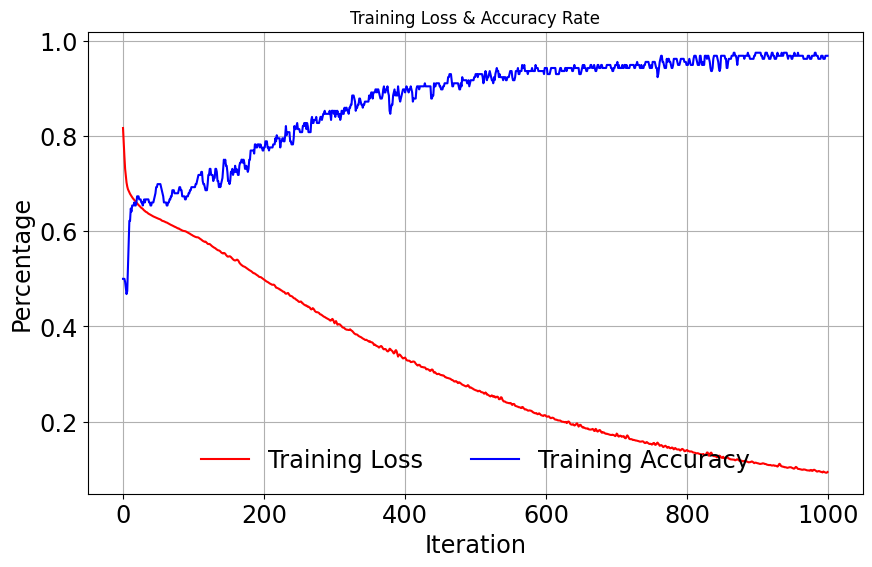 Training Loss & Accuracy Rate
1.0
0.8
0.6
0.4
0.2
Percentage
Training Loss Training Accuracy
0 200 400 600 800 1000
Iteration